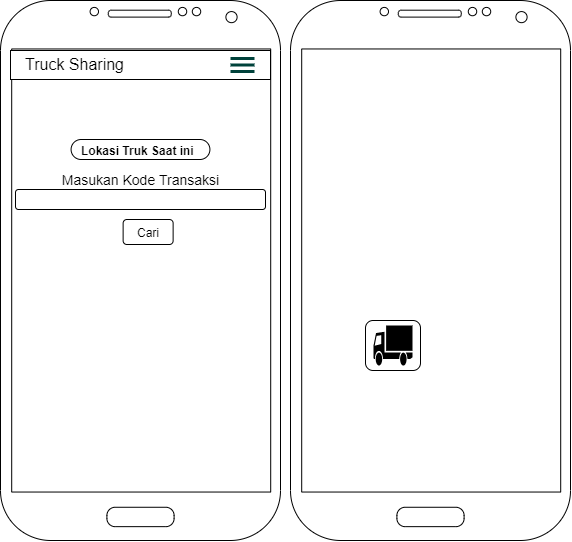 Truck Sharing
Lokasi Truk Saat ini
Masukan Kode Transaksi
Cari